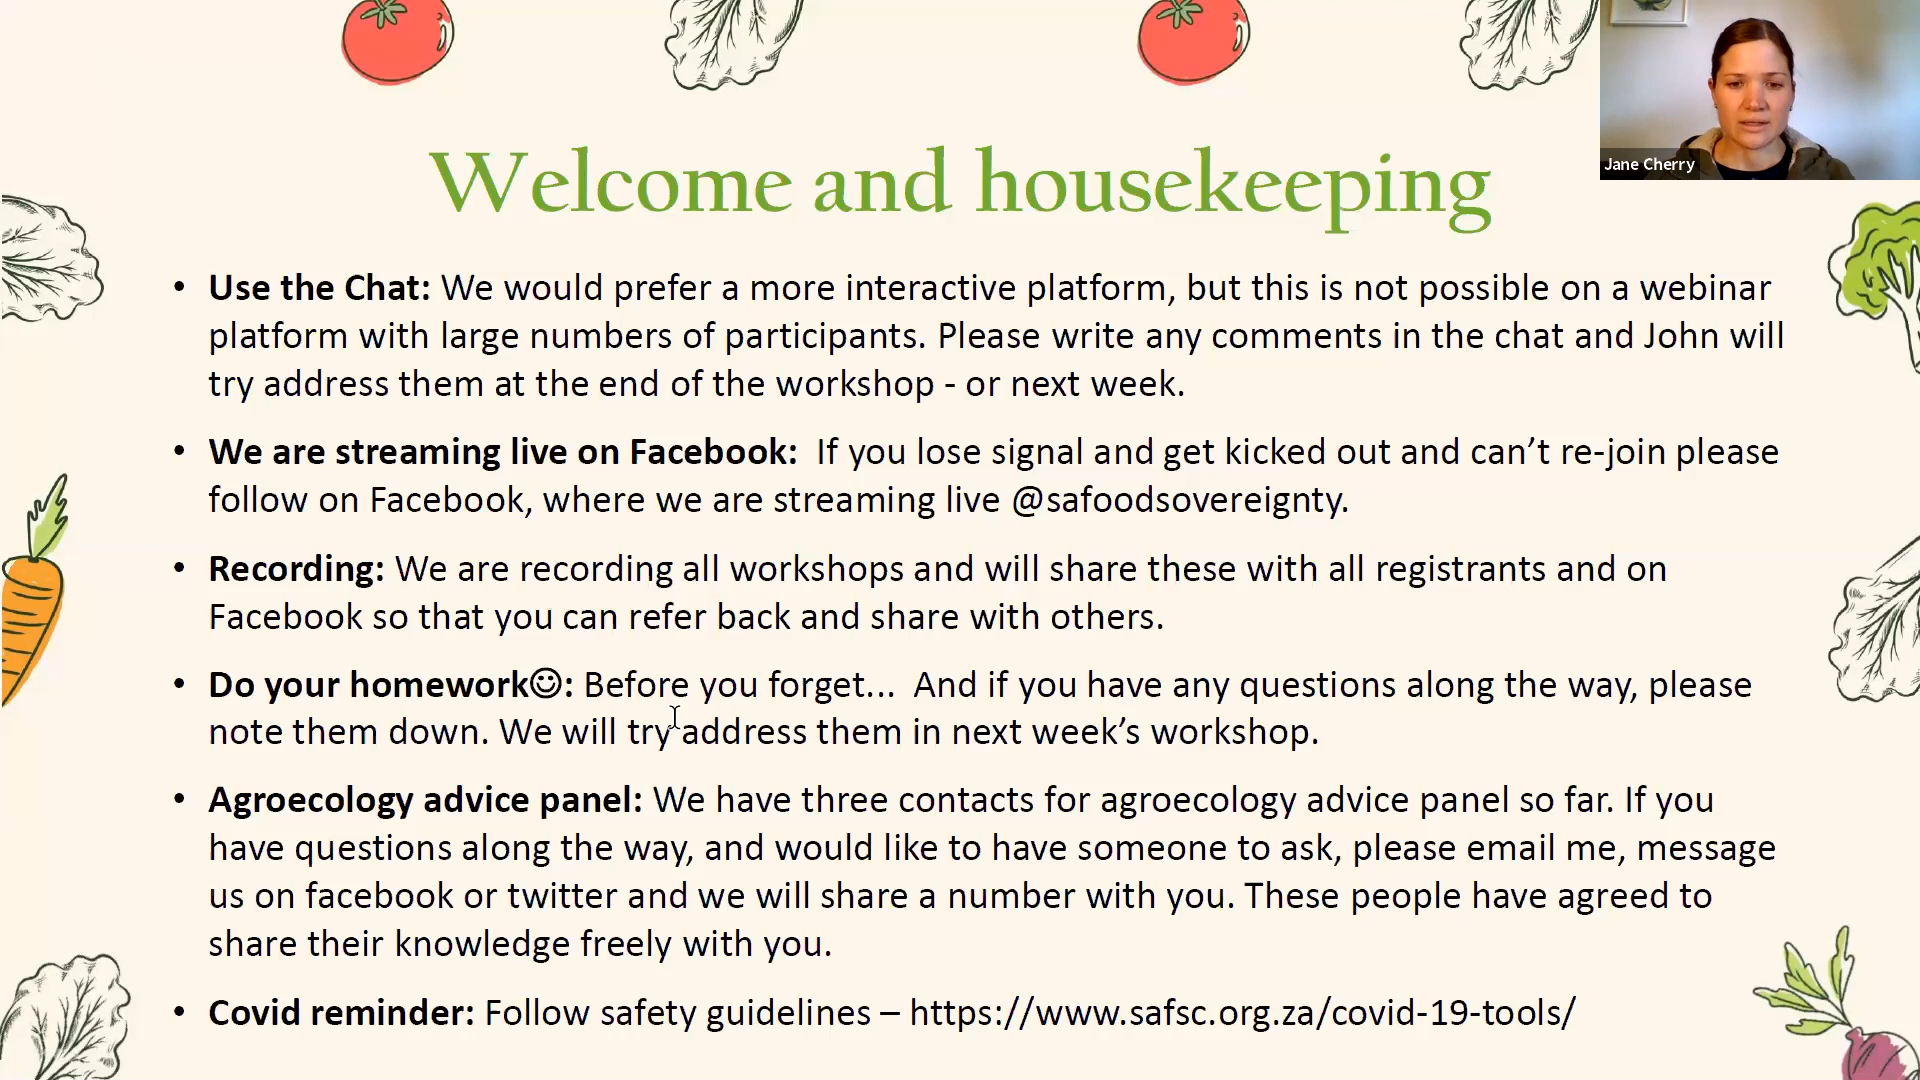 Jane Cherry
Welcome and housekeeping
• Use the Chat: We would prefer a more interactive platform, but this is not possible on a webinar
platform with large numbers of participants. Please write any comments in the chat and John will
try address them at the end of the workshop - or next week.
• We are streaming live on Facebook:  If you lose signal and get kicked out and can’t re-join please
follow on Facebook, where we are streaming live @safoodsovereignty.
• Recording: We are recording all workshops and will share these with all registrants and on
Facebook so that you can refer back and share with others.
• Do your homework☺: Before you forget...  And if you have any questions along the way, please
note them down. We will try address them in next week’s workshop.
• Agroecology advice panel: We have three contacts for agroecology advice panel so far. If you
have questions along the way, and would like to have someone to ask, please email me, message
us on facebook or twitter and we will share a number with you. These people have agreed to
share their knowledge freely with you.
• Covid reminder: Follow safety guidelines – https://www.safsc.org.za/covid-19-tools/